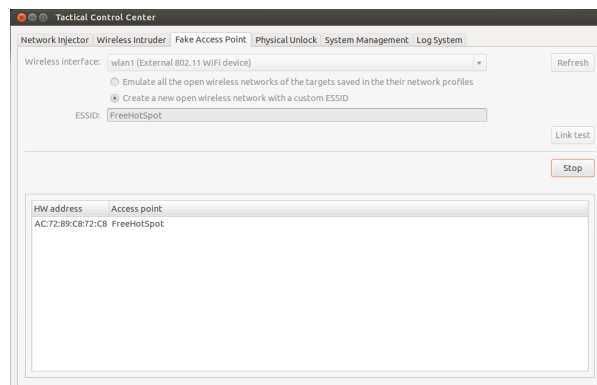 Tactical Control Center
Network Injector Wireless Intruder Fake Access Point Physical Unlock System Management Log System
Wireless interface: wlan1 (External 802.11 WiFi device) Refresh
Emulate all the open wireless networks of the targets saved in the their network profiles
Create a new open wireless network with a custom ESSID
ESSID: FreeHotSpot
Link test
Stop
HW address Access point
AC:72:89:C8:72:C8 FreeHotSpot